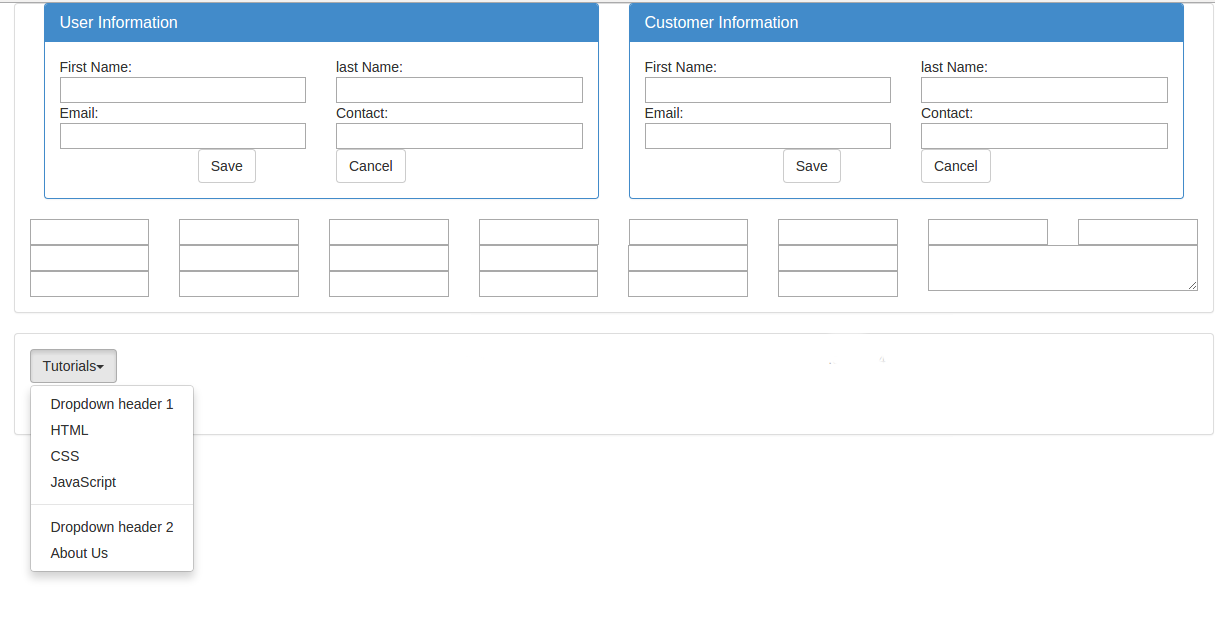 User Information
Customer Information
First Name:
last Name:
First Name:
last Name:
Email:
Contact:
Email:
Contact:
Save
Cancel
Save
Cancel
Tutorials
Dropdown header 1
HTML
CSS
JavaScript
Dropdown header 2
About Us